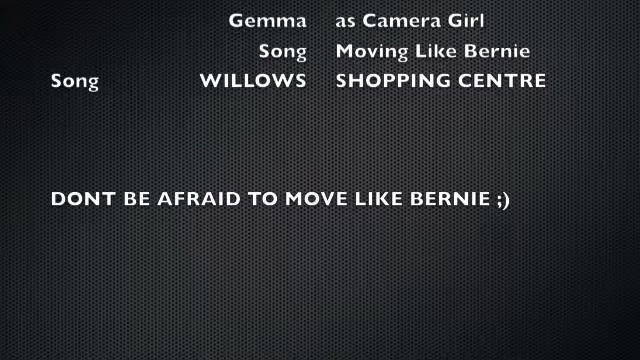 Gemma as Camera Girl
Song Moving Like Bernie
Song WILLOWS SHOPPING CENTRE
DONT BE AFRAID TO MOVE LIKE BERNIE ;)